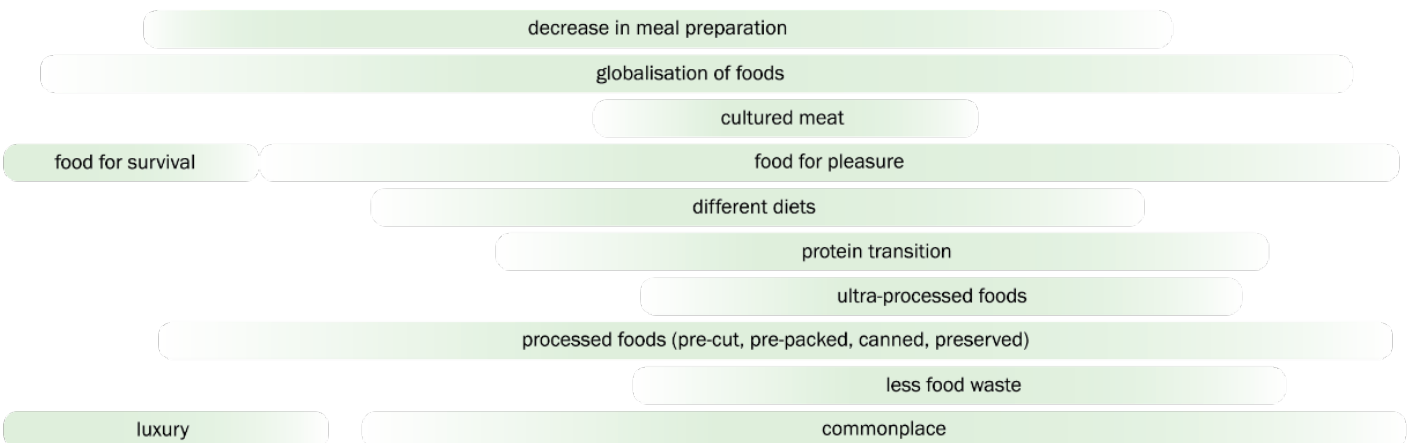 decrease in meal preparation
globalisation of foods
cultured meat
food for survival
food for pleasure
different diets
protein transition
ultra-processed foods
processed foods (pre-cut, pre-packed, canned, preserved)
less food waste
luxury
commonplace